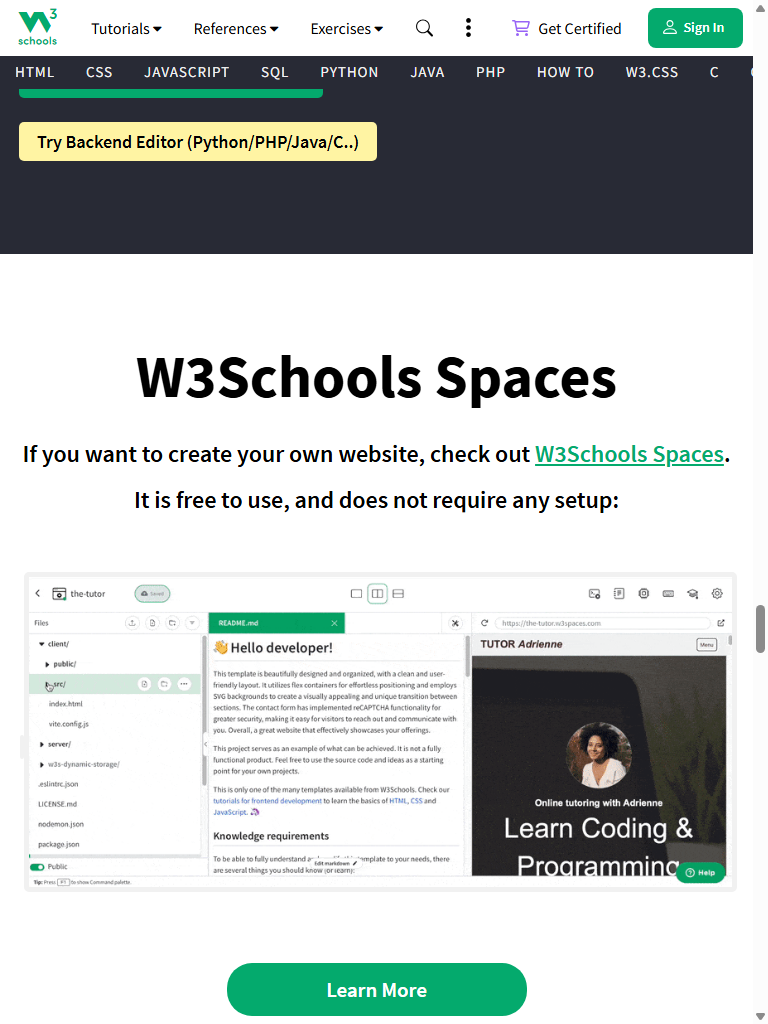 3
schools
Tutorials
References
Exercises
Get Certified
Sign In
HTML CSS JAVASCRIPT SQL PYTHON JAVA PHP HOW TO W3.CSS C
Try Backend Editor (Python/PHP/Java/C..)
W3Schools Spaces
If you want to create your own website, check out W3Schools Spaces.
It is free to use, and does not require any setup:
the-tutor
Saved
Files
client/
public/
src/
index.html
vite.config.js
server/
w3s-dynamic-storage/
.eslintrc.json
LICENSE.md
nodemon.json
package.json
Public
Tip: Press F1 to show Command palette.
README.md
👋 Hello developer!
This template is beautifully designed and organized, with a clean and user-
friendly layout. It utilizes flex containers for effortless positioning and employs
SVG backgrounds to create a visually appealing and unique transition between
sections. The contact form has implemented reCAPTCHA functionality for
greater security, making it easy for visitors to reach out and communicate with
you. Overall, a great website that effectively showcases your offerings.
This project serves as an example of what can be achieved. It is not a fully
functional product. Feel free to use the source code and ideas as a starting
point for your own projects.
This is only one of the many templates available from W3Schools. Check our
tutorials for frontend development to learn the basics of HTML, CSS and
JavaScript.
Knowledge requirements
To be able to fully understand template to your needs, there
Edit markdown
are several things you should know (or learn):
https://the-tutor.w3spaces.com
TUTOR Adrienne
Menu
Online tutoring with Adrienne
Learn Coding &
Programming
Help
Learn More